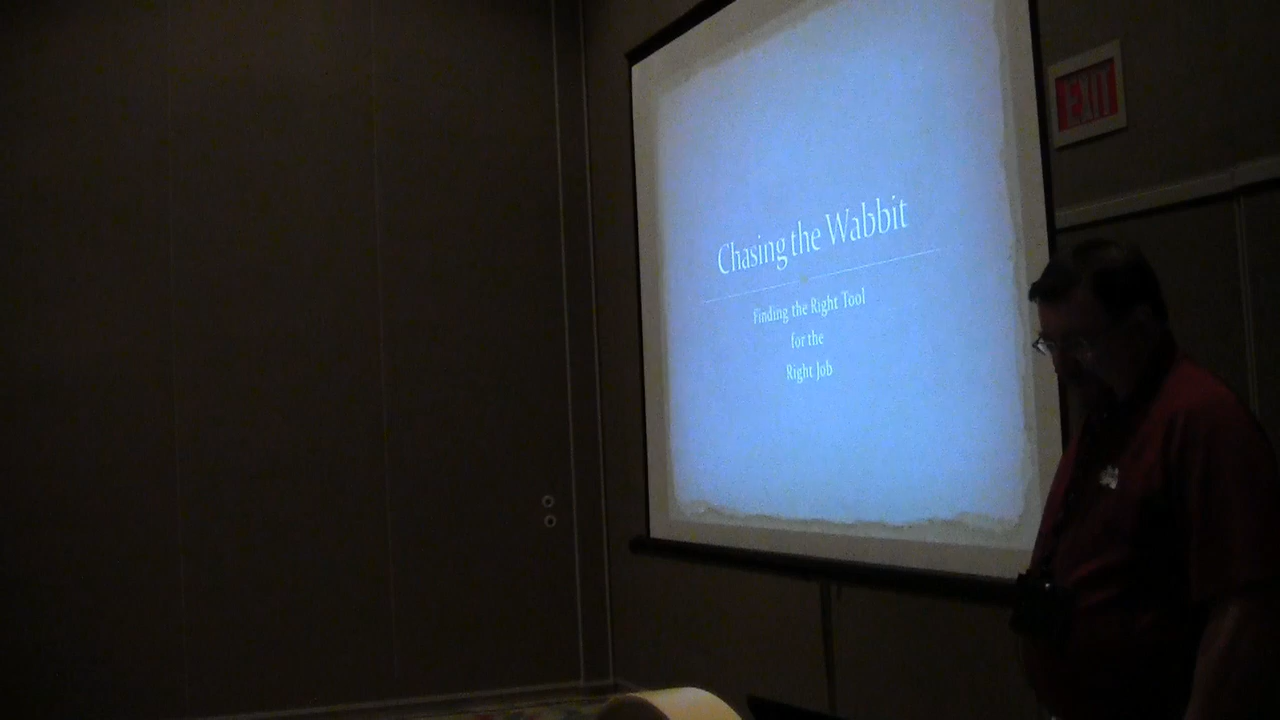 Chasing the Wabbit
Finding the Right Tool
for the
Right Job
EXIT